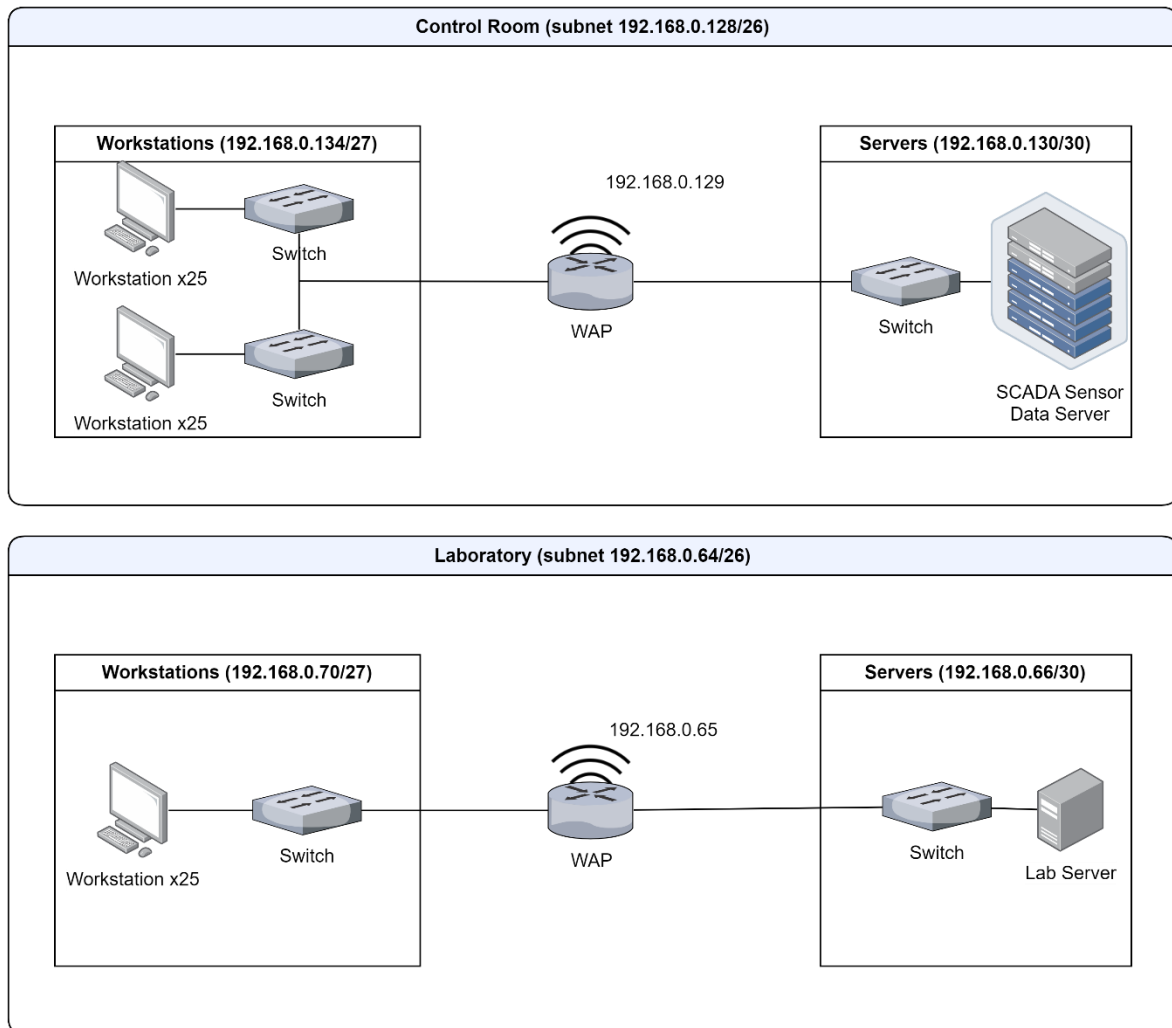 Control Room (subnet 192.168.0.128/26)
Workstations (192.168.0.134/27)
Switch
Workstation x25
Switch
Workstation x25
192.168.0.129
WAP
Servers (192.168.0.130/30)
Switch
SCADA Sensor
Data Server
Laboratory (subnet 192.168.0.64/26)
Workstations (192.168.0.70/27)
Switch
Workstation x25
192.168.0.65
WAP
Servers (192.168.0.66/30)
Switch
Lab Server